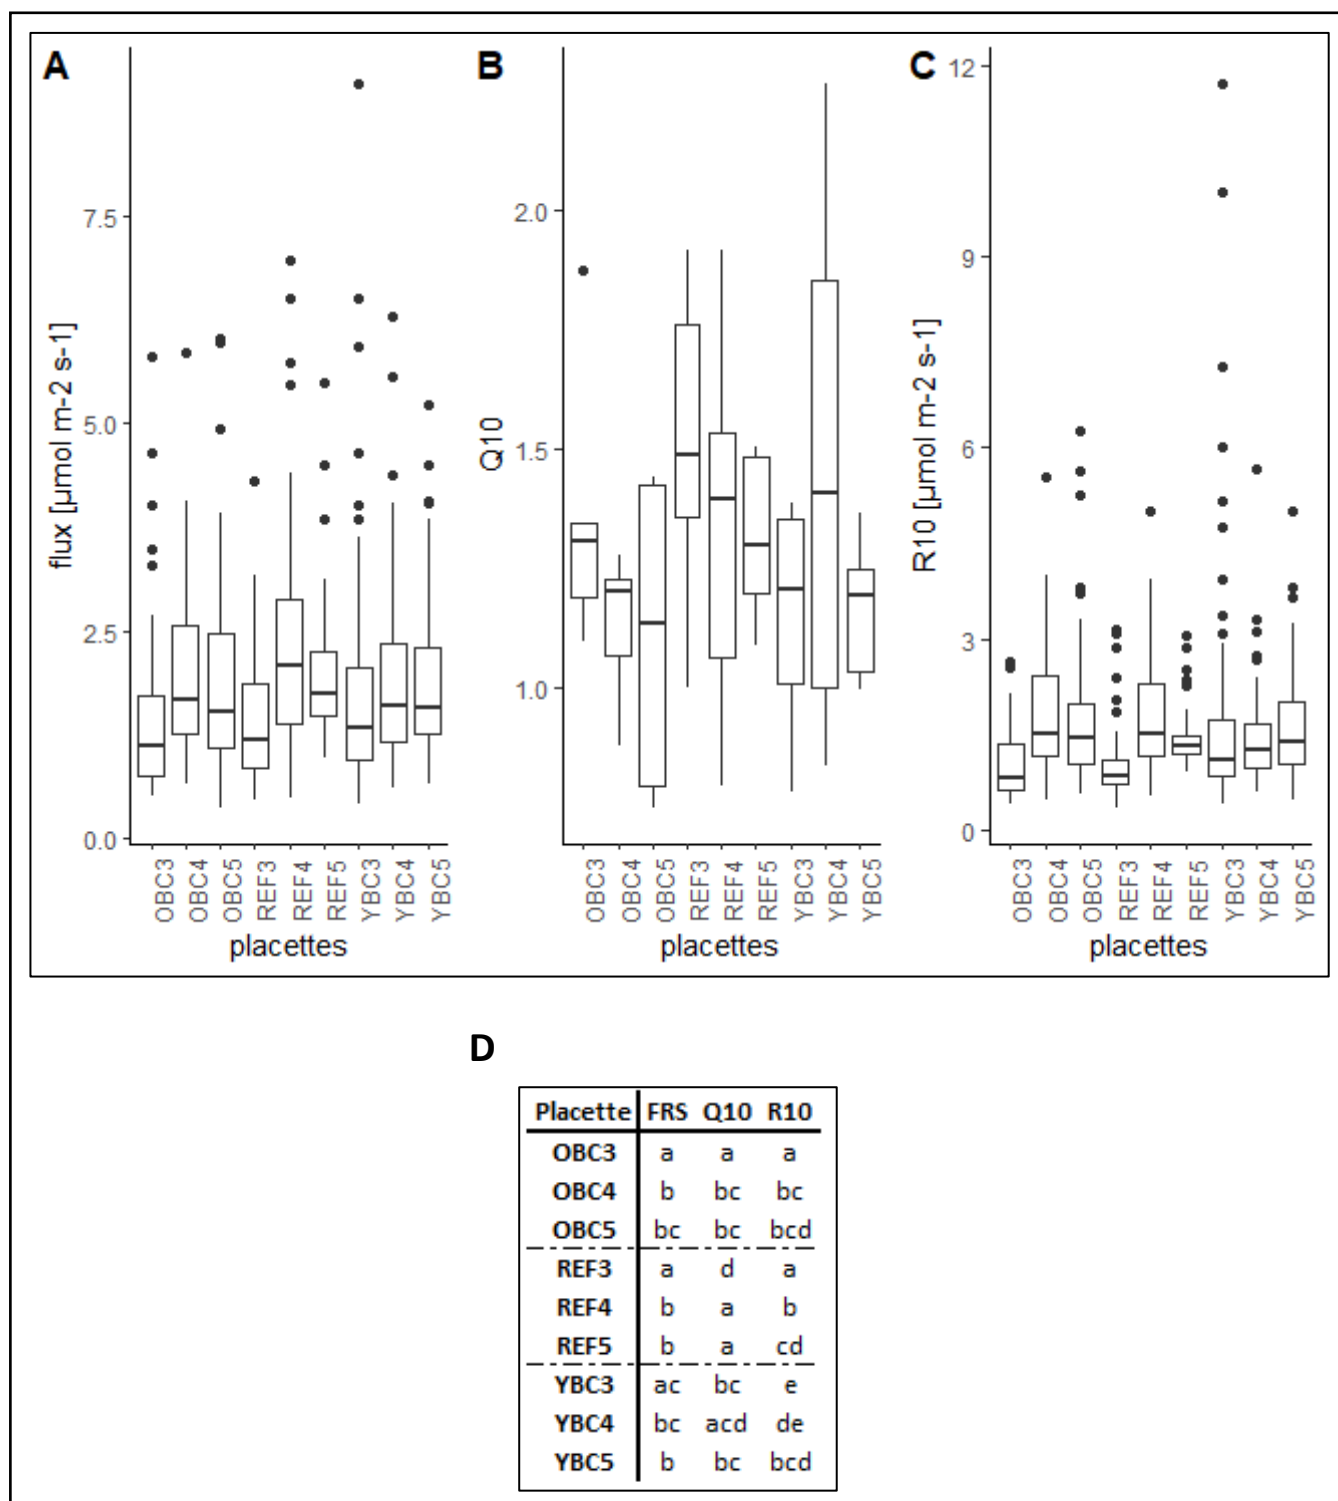 A
B
C
flux [µmol m-2 s-1]
7.5
5.0
2.5
0.0
OBC3
OBC4
OBC5
REF3
REF4
REF5
YBC3
YBC4
YBC5
placettes
Q10
2.0
1.5
1.0
OBC3
OBC4
OBC5
REF3
REF4
REF5
YBC3
YBC4
YBC5
placettes
R10 [µmol m-2 s-1]
12
9
6
3
0
OBC3
OBC4
OBC5
REF3
REF4
REF5
YBC3
YBC4
YBC5
placettes
D
Placette FRS Q10 R10
OBC3 a a a
OBC4 b bc bc
OBC5 bc bc bcd
REF3 a d a
REF4 b a b
REF5 b a cd
YBC3 ac bc e
YBC4 bc acd de
YBC5 b bc bcd